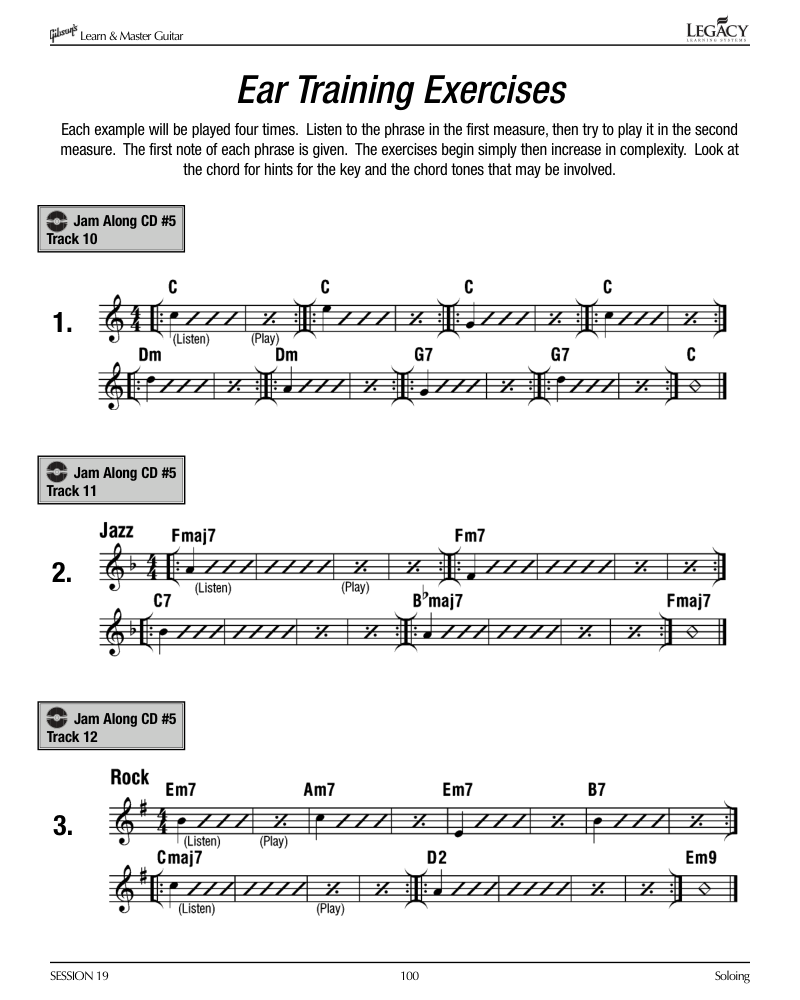 Gibson's Learn & Master Guitar
LEGACY
LEARNING SYSTEMS
Ear Training Exercises
Each example will be played four times. Listen to the phrase in the first measure, then try to play it in the second
measure. The first note of each phrase is given. The exercises begin simply then increase in complexity. Look at
the chord for hints for the key and the chord tones that may be involved.
Jam Along CD #5
Track 10
C C C C
1.
4/4
(Listen) (Play)
Dm Dm G7 G7 C
Jam Along CD #5
Track 11
Jazz
Fmaj7 Fm7
2.
4/4
(Listen) (Play)
C7 B♭maj7 Fmaj7
Jam Along CD #5
Track 12
Rock
Em7 Am7 Em7 B7
3.
4/4
(Listen) (Play)
Cmaj7 D2 Em9
(Listen) (Play)
SESSION 19 100 Soloing